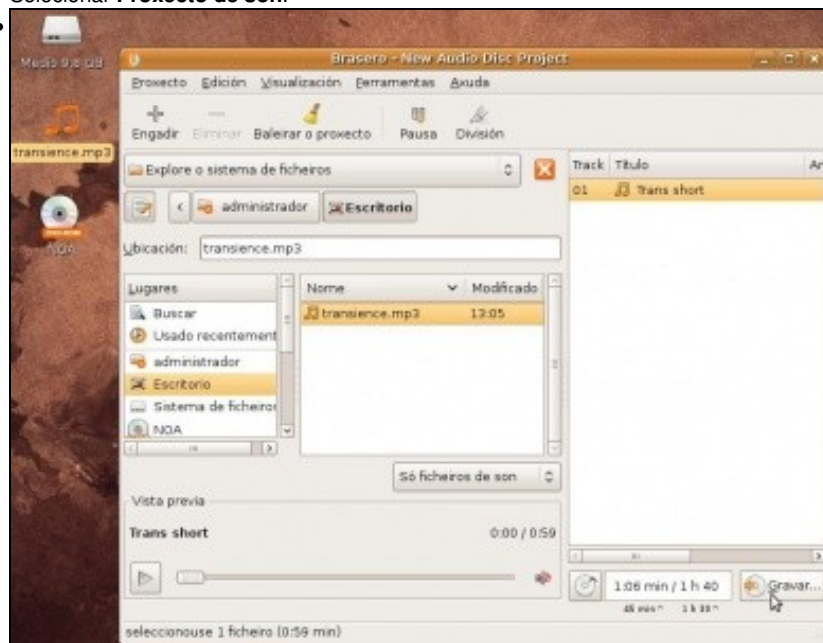 Seleccionar Proxecto de son.
Medio 9,8 GB
transience.mp3
NOA
Brasero - New Audio Disc Project
Proxecto Edición Visualización Ferramentas Axuda
Engadir Eliminar Baleirar o proxecto Pausa División
Explore o sistema de ficheiros
administrador Escritorio
Ubicación: transience.mp3
Lugares
Buscar
Usado recentement
administrador
Escritorio
Sistema de ficheiros
NOA
Nome Modificado
transience.mp3 13:05
Só ficheiros de son
Vista previa
Trans short 0:00 / 0:59
seleccionouse 1 ficheiro (0:59 min)
Track Título Ar
01 Trans short
1:06 min / 1 h 40
Gravar...